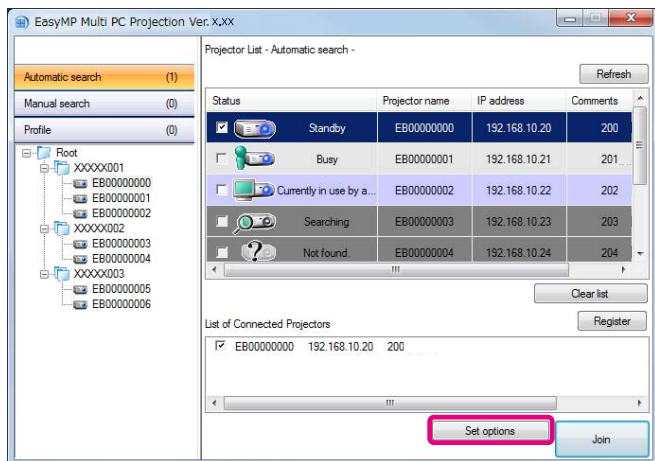 EasyMP Multi PC Projection Ver. X.XX
Projector List - Automatic search -
Automatic search (1)
Manual search (0)
Profile (0)
Root
XXXXX001
EB00000000
EB00000001
EB00000002
XXXXX002
EB00000003
EB00000004
XXXXX003
EB00000005
EB00000006
Refresh
Status Projector name IP address Comments
Standby EB00000000 192.168.10.20 200
Busy EB00000001 192.168.10.21 201
Currently in use by a... EB00000002 192.168.10.22 202
Searching EB00000003 192.168.10.23 203
Not found. EB00000004 192.168.10.24 204
Clear list
List of Connected Projectors
Register
EB00000000 192.168.10.20 200
Set options
Join